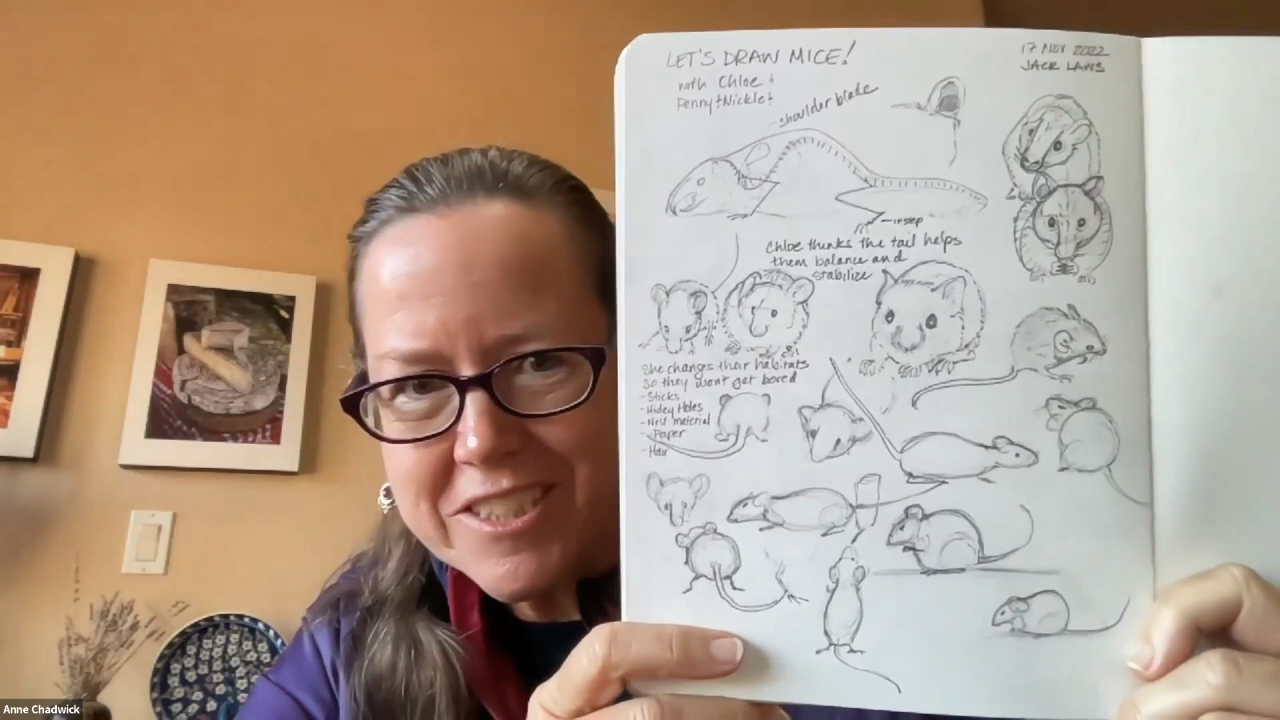 LET'S DRAW MICE!
with Chloe +
Penny + Nickle +
17 NOV 2022
JACK LAWS
- shoulder blade
- instep
Chloe thinks the tail helps
them balance and
stabilize
She changes their habitats
so they won't get bored
- Sticks
- Hidey Holes
- Nest material
- Paper
- Hair
Anne Chadwick